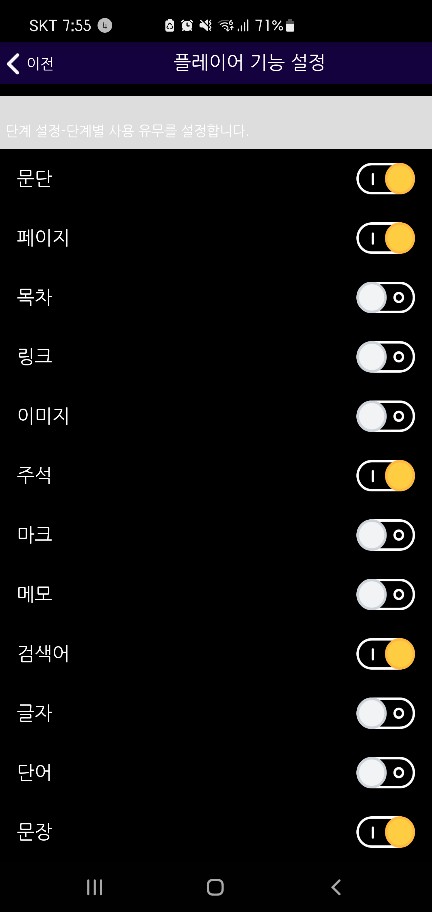 SKT 7:55 L 71%
이전 플레이어 기능 설정
단계 설정-단계별 사용 유무를 설정합니다.
문단
페이지
목차
링크
이미지
주석
마크
메모
검색어
글자
단어
문장